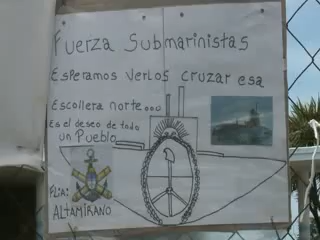 Fuerza Submarinistas
Esperamos verlos cruzar esa
Escollera norte...
Es el deseo de todo
un Pueblo
FLIA:
ALTAMIRANO